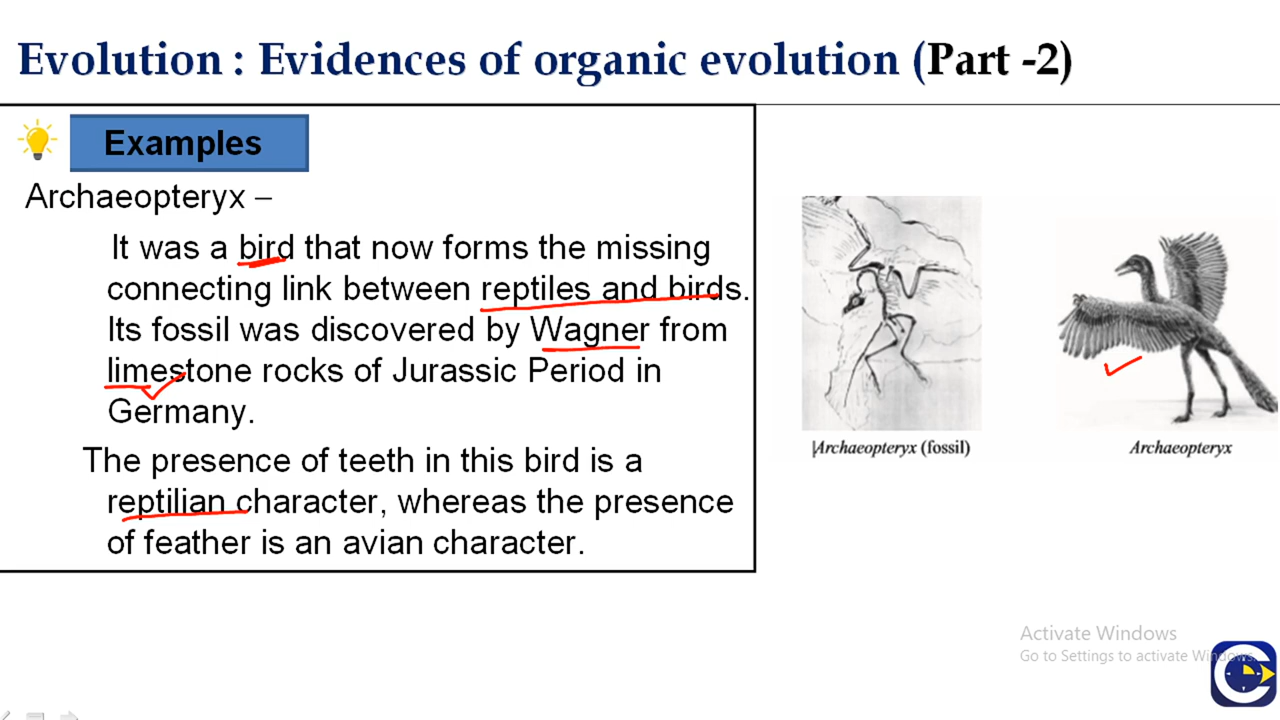 Evolution : Evidences of organic evolution (Part -2)
Examples
Archaeopteryx –
It was a bird that now forms the missing
connecting link between reptiles and birds.
Its fossil was discovered by Wagner from
limestone rocks of Jurassic Period in
Germany.
The presence of teeth in this bird is a
reptilian character, whereas the presence
of feather is an avian character.
Archaeopteryx (fossil)
Archaeopteryx
Activate Windows
Go to Settings to activate Windows.